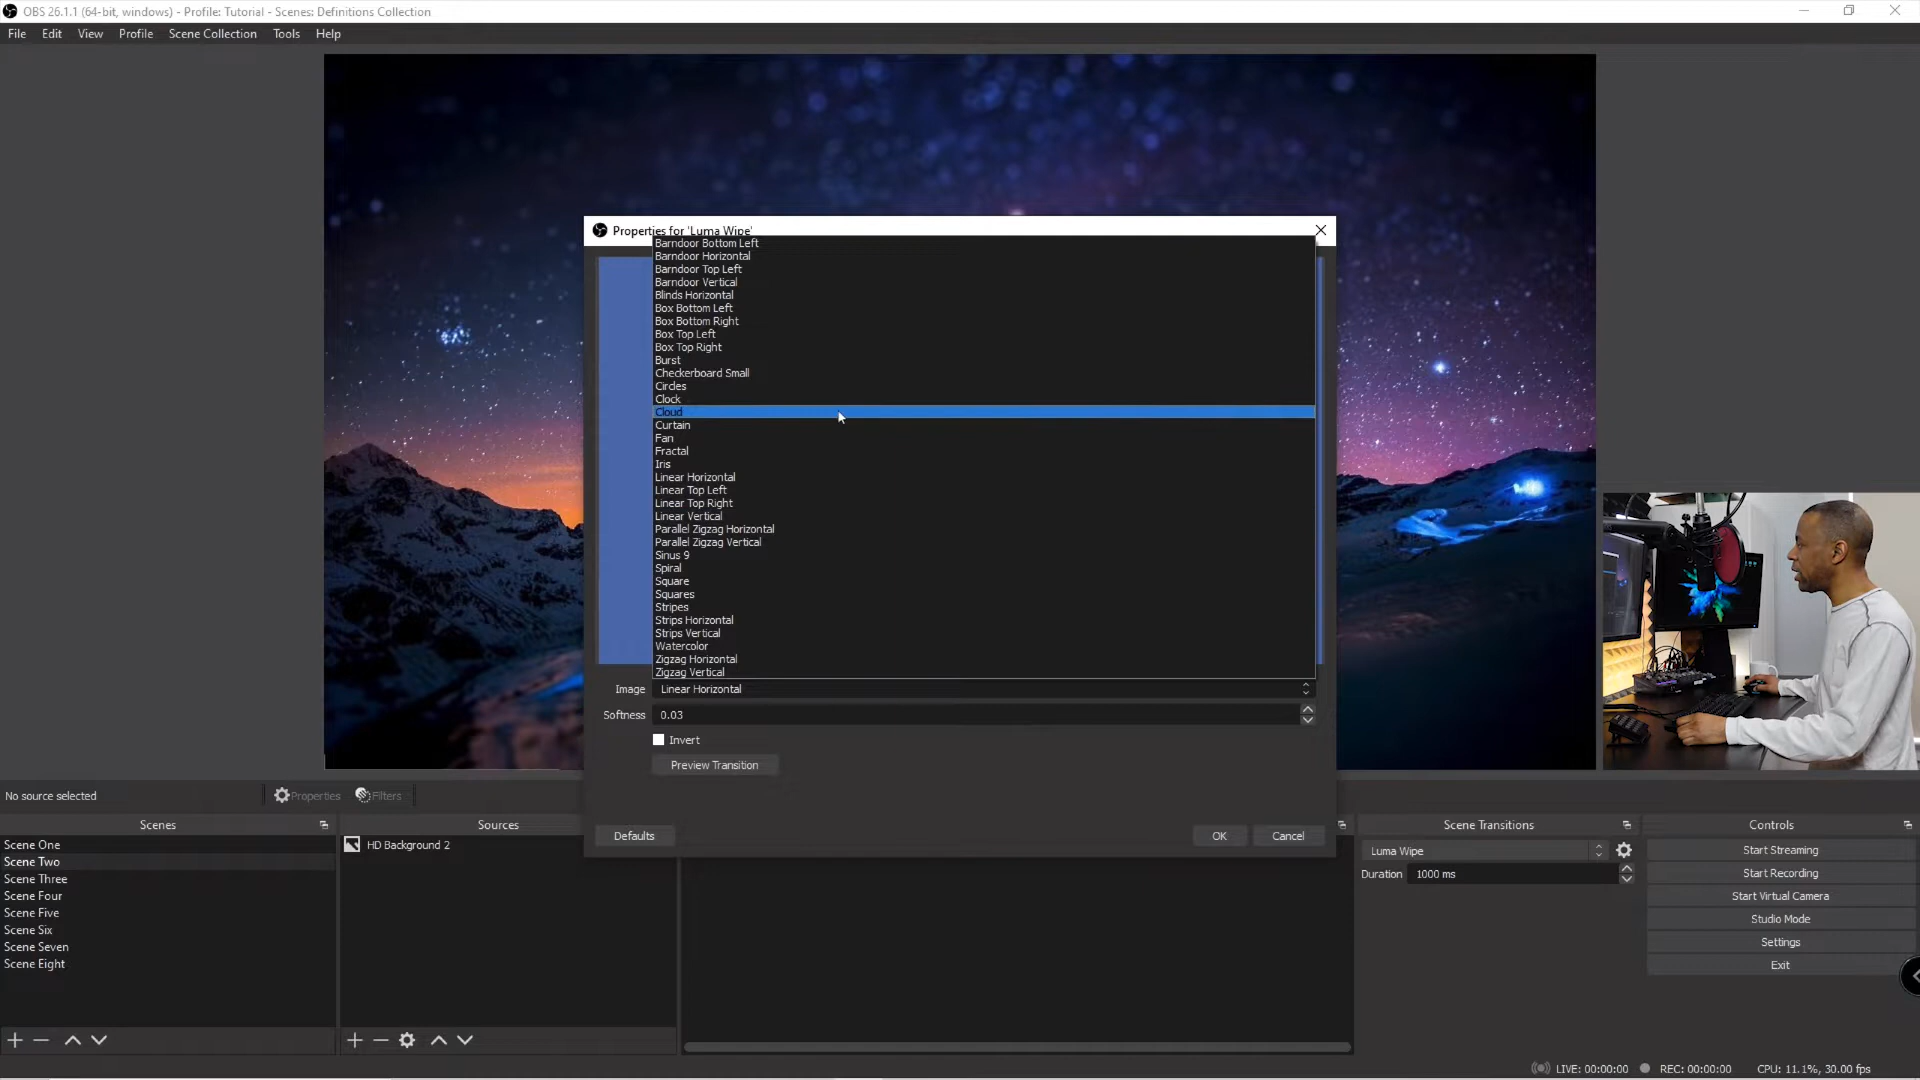 OBS 26.1.1 (64-bit, windows) - Profile: Tutorial - Scenes: Definitions Collection
File Edit View Profile Scene Collection Tools Help
Properties for 'Luma Wipe'
Barndoor Bottom Left
Barndoor Horizontal
Barndoor Top Left
Barndoor Vertical
Blinds Horizontal
Box Bottom Left
Box Bottom Right
Box Top Left
Box Top Right
Burst
Checkerboard Small
Circles
Clock
Cloud
Curtain
Fan
Fractal
Iris
Linear Horizontal
Linear Top Left
Linear Top Right
Linear Vertical
Parallel Zigzag Horizontal
Parallel Zigzag Vertical
Sinus 9
Spiral
Square
Squares
Stripes
Strips Horizontal
Strips Vertical
Watercolor
Zigzag Horizontal
Zigzag Vertical
Image Linear Horizontal
Softness 0.03
Invert
Preview Transition
Defaults OK Cancel
No source selected Properties Filters
Scenes
Scene One
Scene Two
Scene Three
Scene Four
Scene Five
Scene Six
Scene Seven
Scene Eight
Sources
HD Background 2
Scene Transitions
Luma Wipe
Duration 1000 ms
Controls
Start Streaming
Start Recording
Start Virtual Camera
Studio Mode
Settings
Exit
LIVE: 00:00:00 REC: 00:00:00 CPU: 11.1%, 30.00 fps